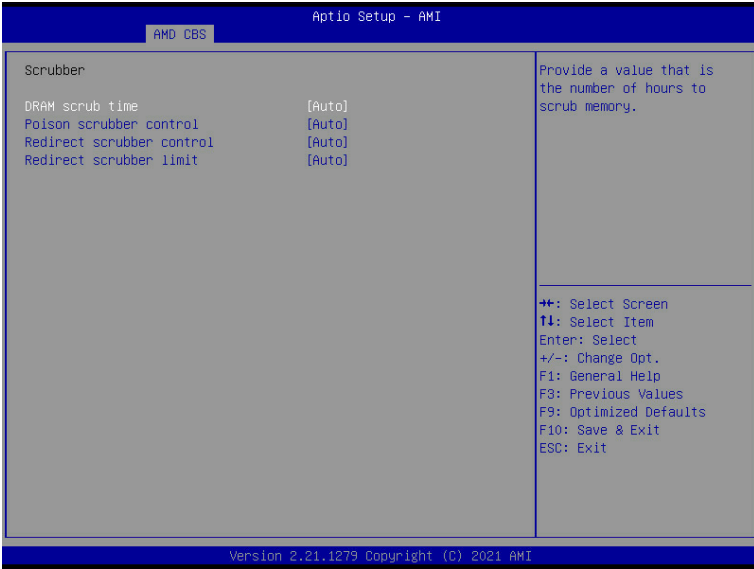 Aptio Setup – AMI
AMD CBS
Scrubber
DRAM scrub time [Auto]
Poison scrubber control [Auto]
Redirect scrubber control [Auto]
Redirect scrubber limit [Auto]
Provide a value that is
the number of hours to
scrub memory.
→←: Select Screen
↑↓: Select Item
Enter: Select
+/-: Change Opt.
F1: General Help
F3: Previous Values
F9: Optimized Defaults
F10: Save & Exit
ESC: Exit
Version 2.21.1279 Copyright (C) 2021 AMI